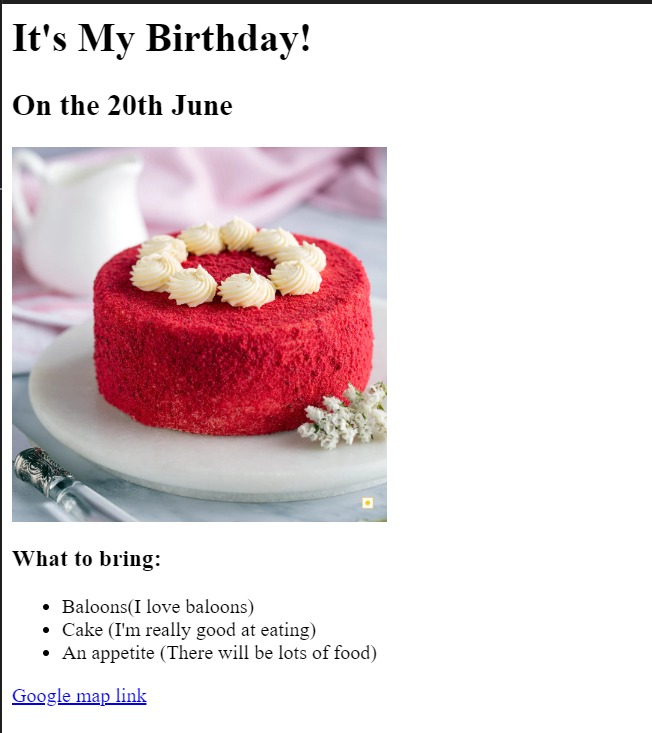 It's My Birthday!
On the 20th June
What to bring:
Baloons(I love baloons)
Cake (I'm really good at eating)
An appetite (There will be lots of food)
Google map link